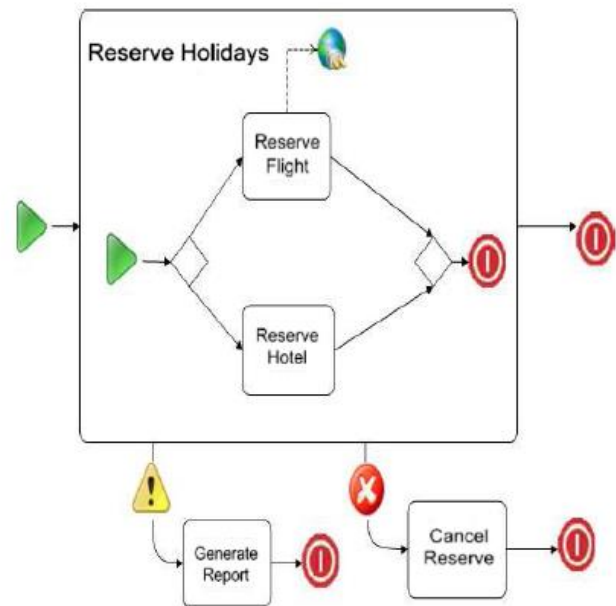 Reserve Holidays
Reserve
Flight
Reserve
Hotel
Generate
Report
Cancel
Reserve